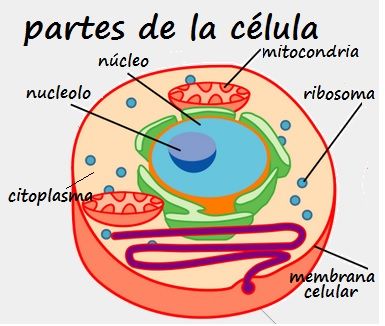 partes de la célula
núcleo
mitocondria
nucleolo
ribosoma
citoplasma
membrana
celular